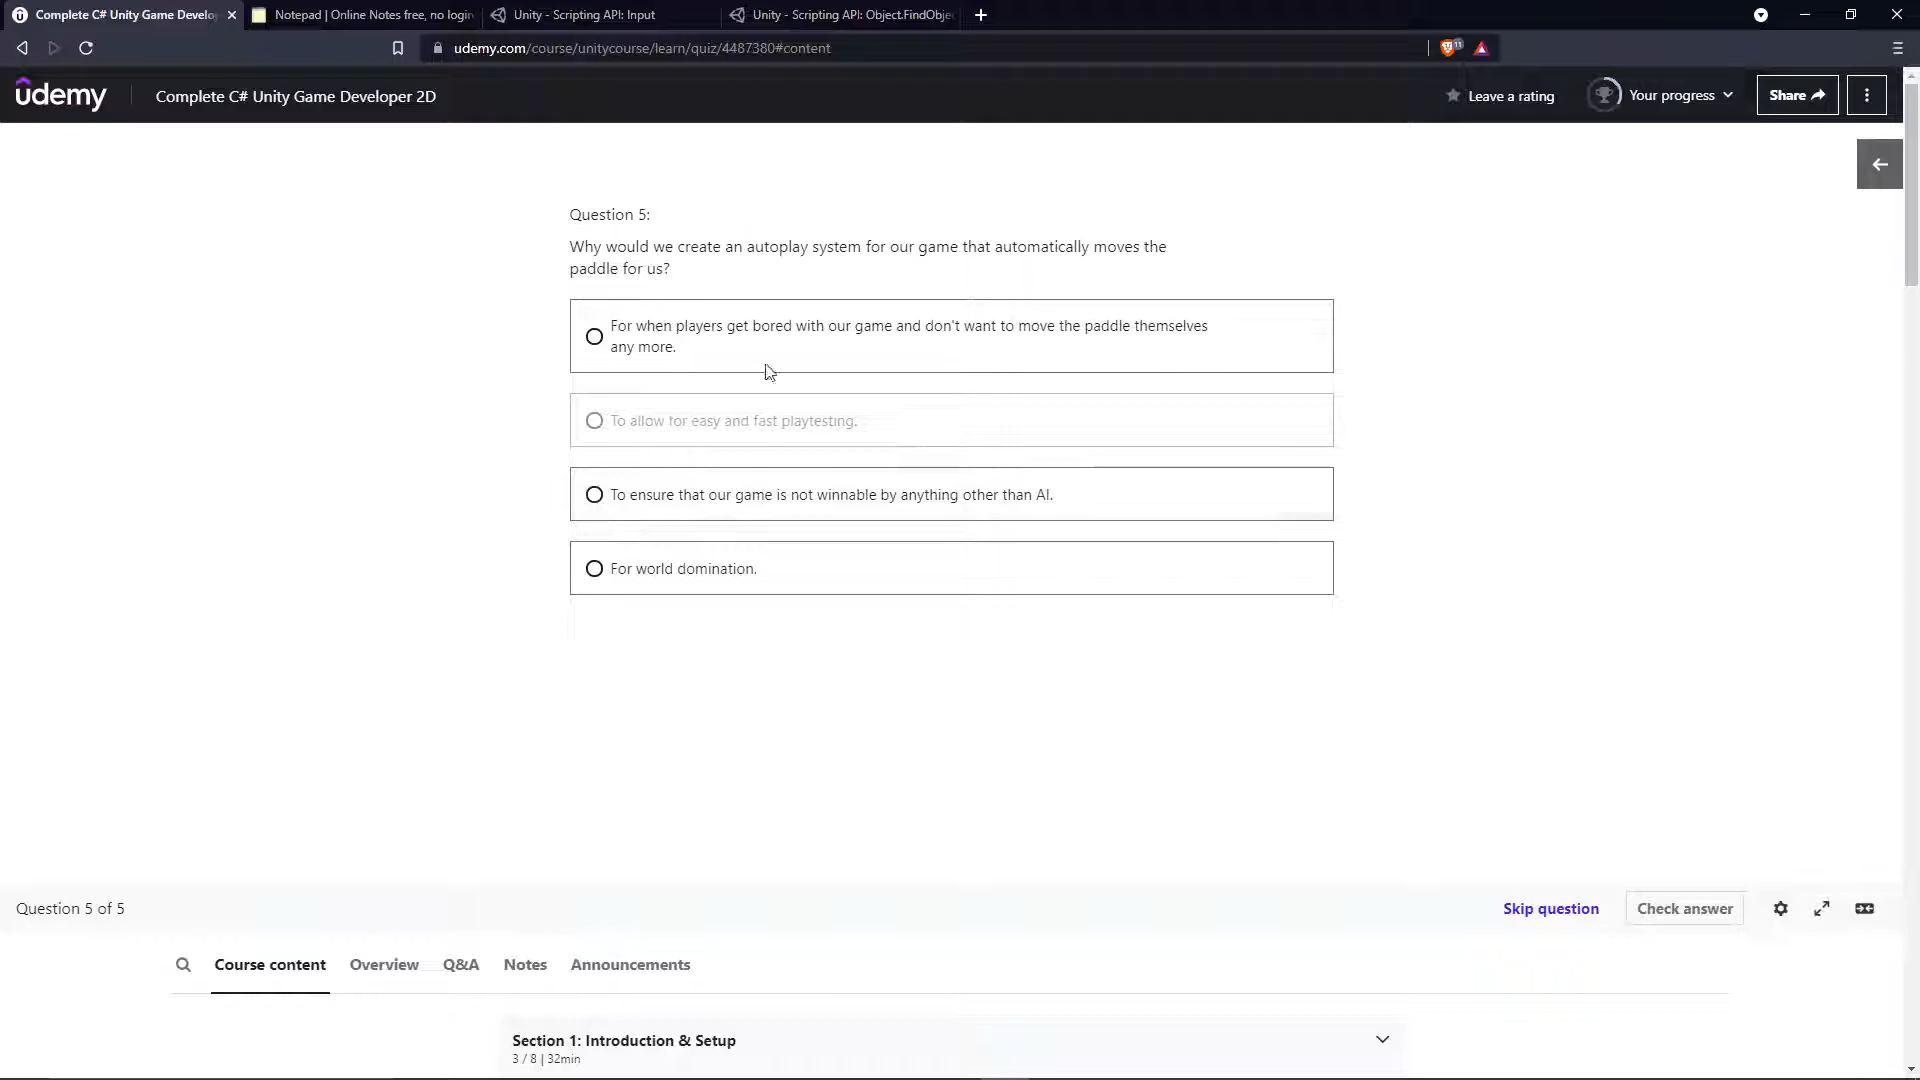 Complete C# Unity Game Develo
Notepad | Online Notes free, no login
Unity - Scripting API: Input
Unity - Scripting API: Object.FindObje
udemy.com/course/unitycourse/learn/quiz/4487380#content
11
udemy
Complete C# Unity Game Developer 2D
Leave a rating
Your progress
Share
Question 5:
Why would we create an autoplay system for our game that automatically moves the
paddle for us?
For when players get bored with our game and don't want to move the paddle themselves
any more.
To allow for easy and fast playtesting.
To ensure that our game is not winnable by anything other than AI.
For world domination.
Question 5 of 5
Skip question
Check answer
Course content
Overview
Q&A
Notes
Announcements
Section 1: Introduction & Setup
3 / 8 | 32min